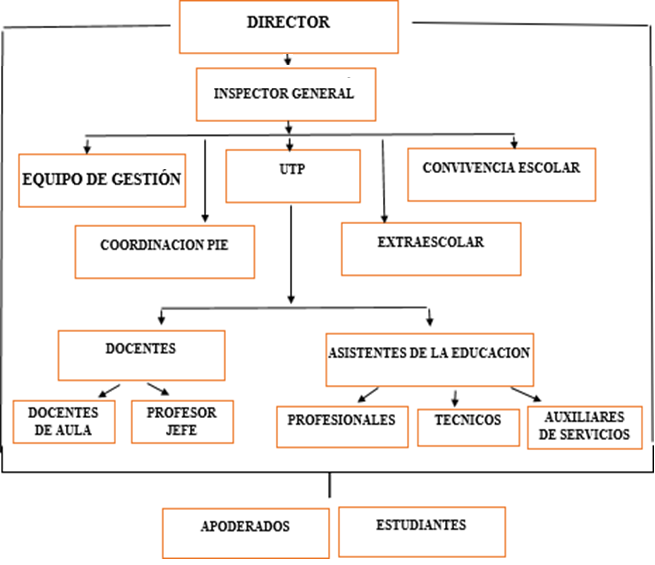 DIRECTOR
INSPECTOR GENERAL
EQUIPO DE GESTIÓN
UTP
CONVIVENCIA ESCOLAR
COORDINACION PIE
EXTRAESCOLAR
DOCENTES
ASISTENTES DE LA EDUCACION
DOCENTES
DE AULA
PROFESOR
JEFE
PROFESIONALES
TECNICOS
AUXILIARES
DE SERVICIOS
APODERADOS
ESTUDIANTES